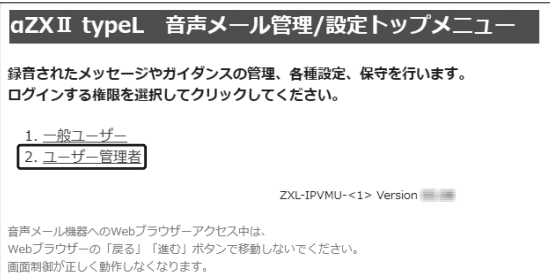 αZXⅡ typeL 音声メール管理/設定トップメニュー
録音されたメッセージやガイダンスの管理、各種設定、保守を行います。
ログインする権限を選択してクリックしてください。
1. 一般ユーザー
2. ユーザー管理者
ZXL-IPVMU-<1> Version
音声メール機器へのWebブラウザーアクセス中は、
Webブラウザーの「戻る」「進む」ボタンで移動しないでください。
画面制御が正しく動作しなくなります。